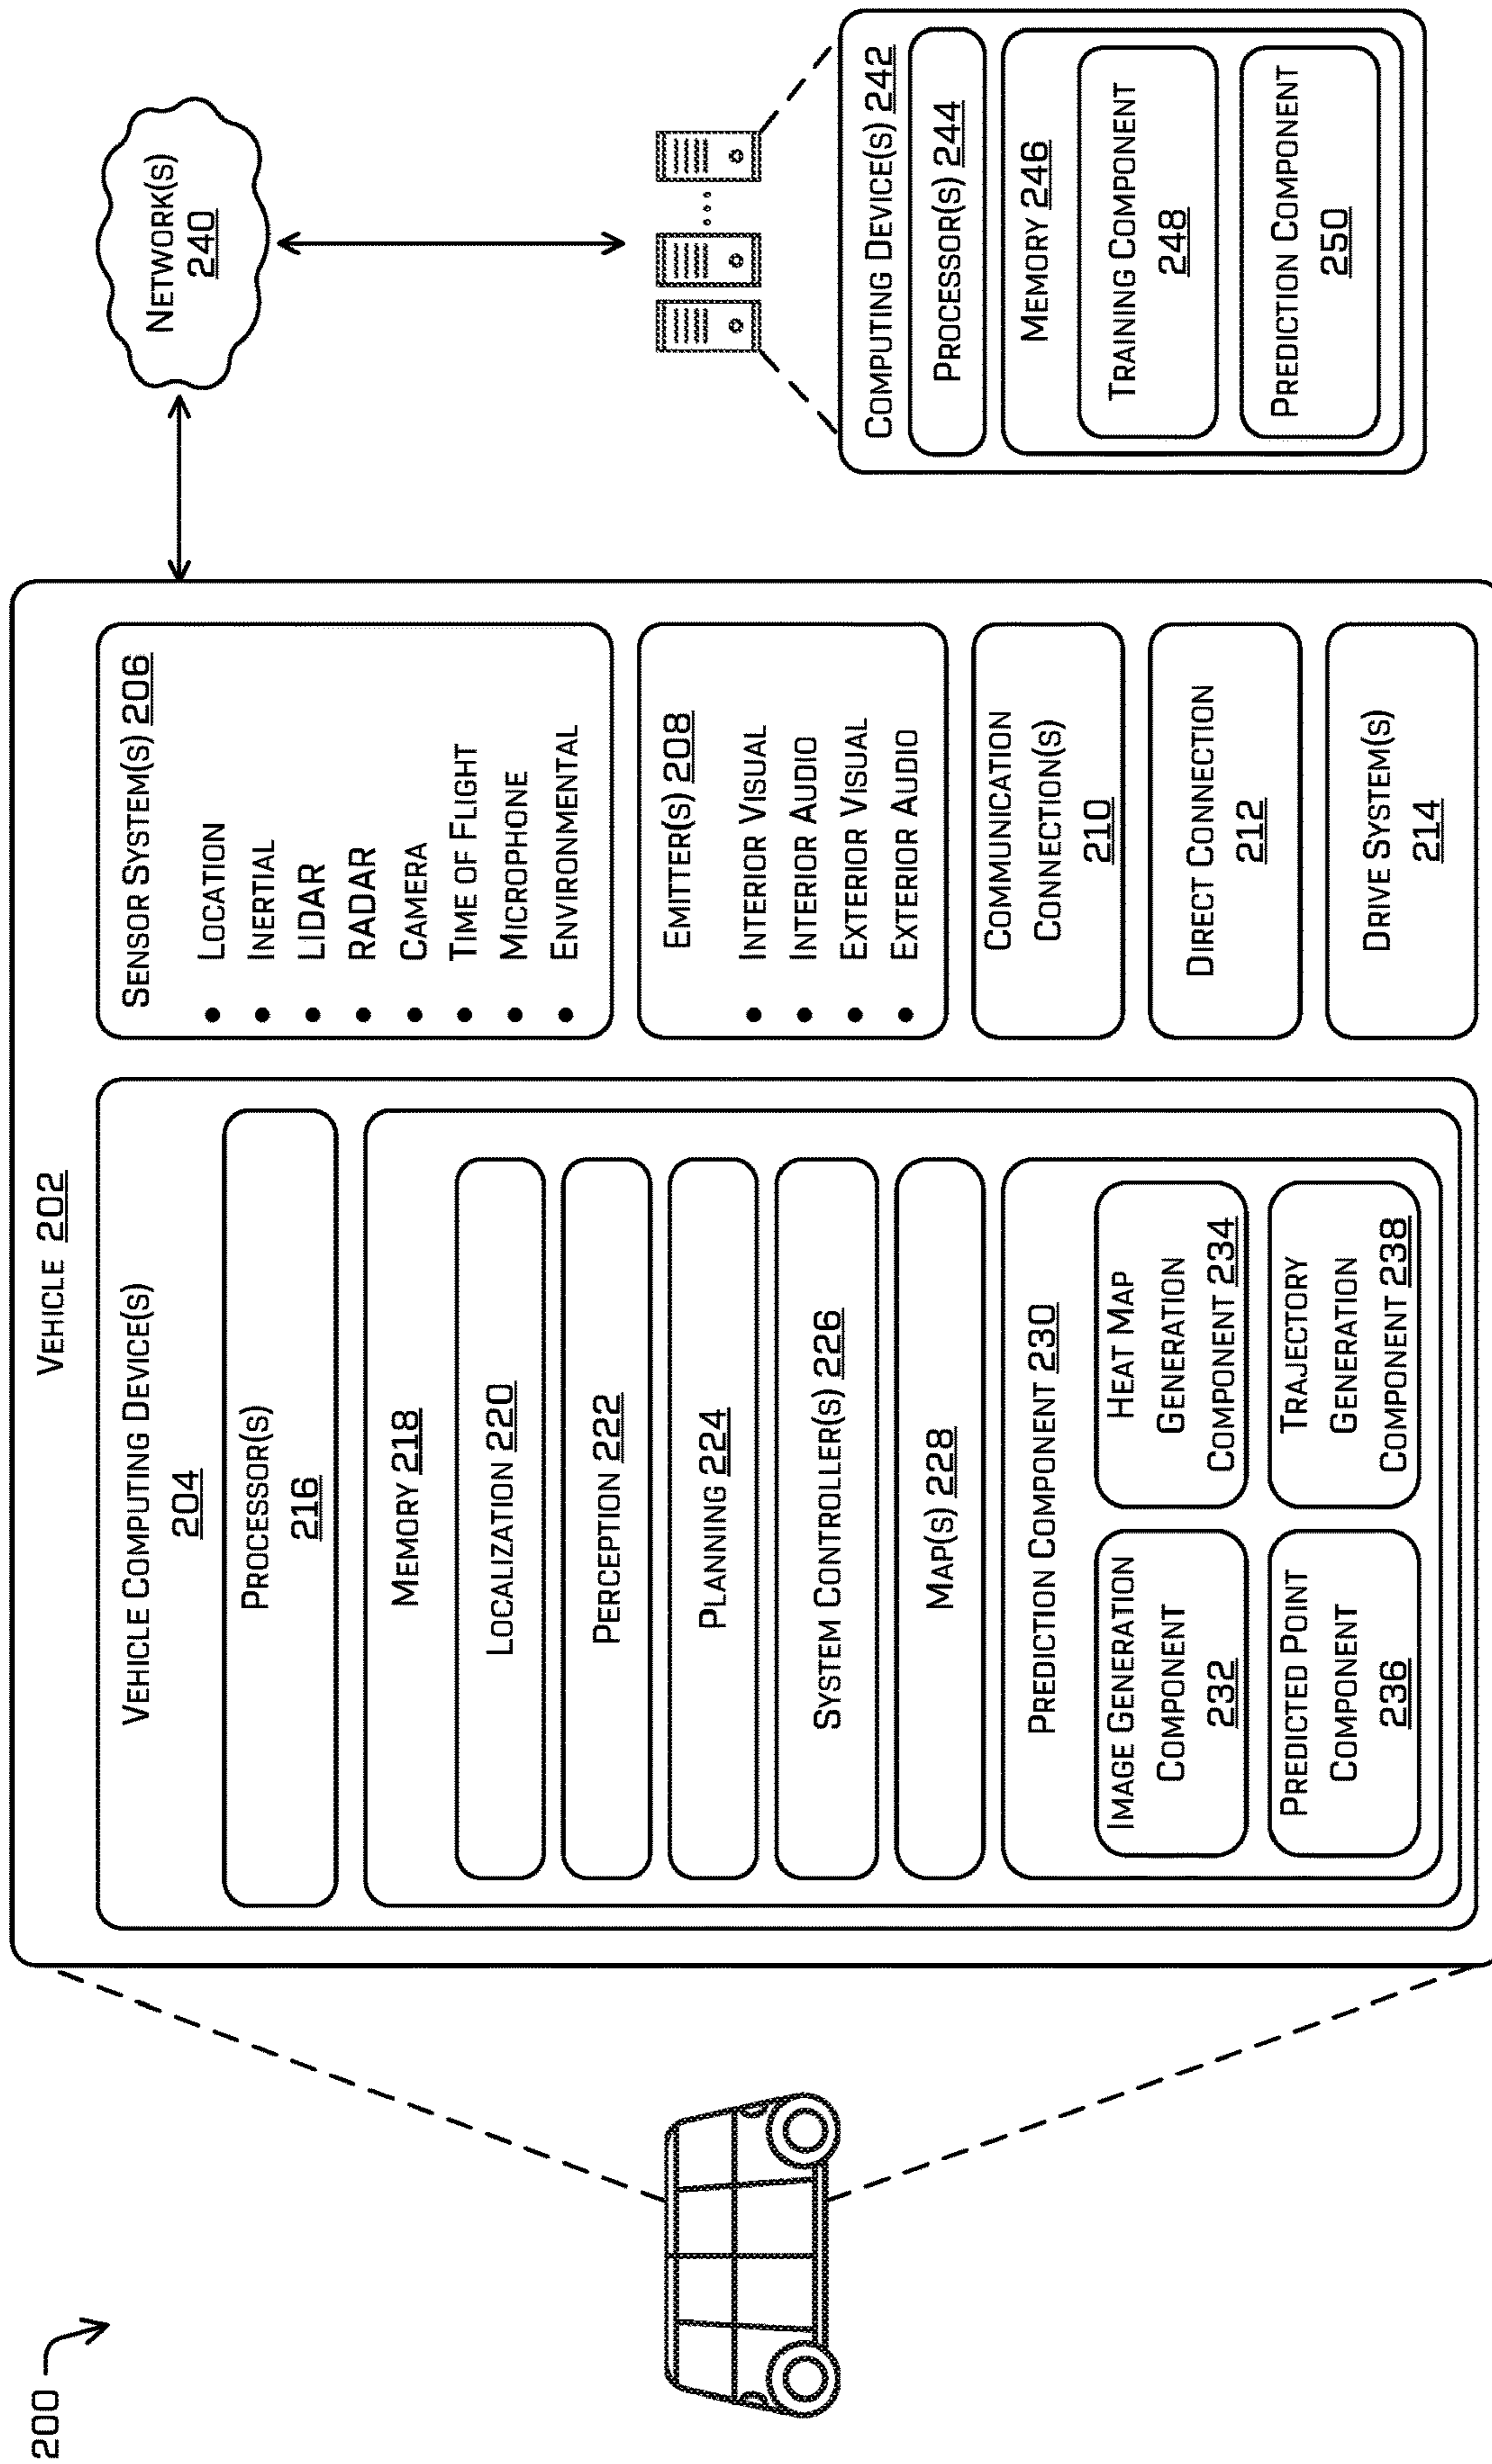 200
VEHICLE 202
VEHICLE COMPUTING DEVICE(S)
204
PROCESSOR(S)
216
MEMORY 218
LOCALIZATION 220
PERCEPTION 222
PLANNING 224
SYSTEM CONTROLLER(S) 226
MAP(S) 228
PREDICTION COMPONENT 230
IMAGE GENERATION
COMPONENT
232
HEAT MAP
GENERATION
COMPONENT 234
PREDICTED POINT
COMPONENT
236
TRAJECTORY
GENERATION
COMPONENT 238
SENSOR SYSTEM(S) 206
• LOCATION
• INERTIAL
• LIDAR
• RADAR
• CAMERA
• TIME OF FLIGHT
• MICROPHONE
• ENVIRONMENTAL
EMITTER(S) 208
• INTERIOR VISUAL
• INTERIOR AUDIO
• EXTERIOR VISUAL
• EXTERIOR AUDIO
COMMUNICATION
CONNECTION(S)
210
DIRECT CONNECTION
212
DRIVE SYSTEM(S)
214
NETWORK(S)
240
COMPUTING DEVICE(S) 242
PROCESSOR(S) 244
MEMORY 246
TRAINING COMPONENT
248
PREDICTION COMPONENT
250